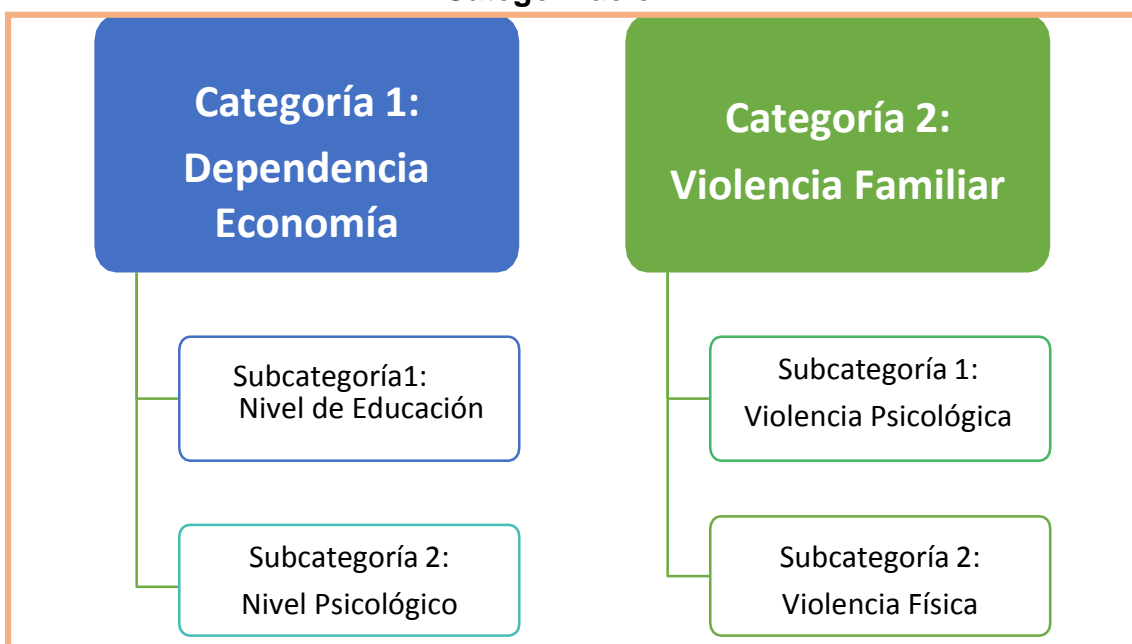 Categoría 1:
Dependencia
Economía
Subcategoría1:
Nivel de Educación
Subcategoría 2:
Nivel Psicológico
Categoría 2:
Violencia Familiar
Subcategoría 1:
Violencia Psicológica
Subcategoría 2:
Violencia Física